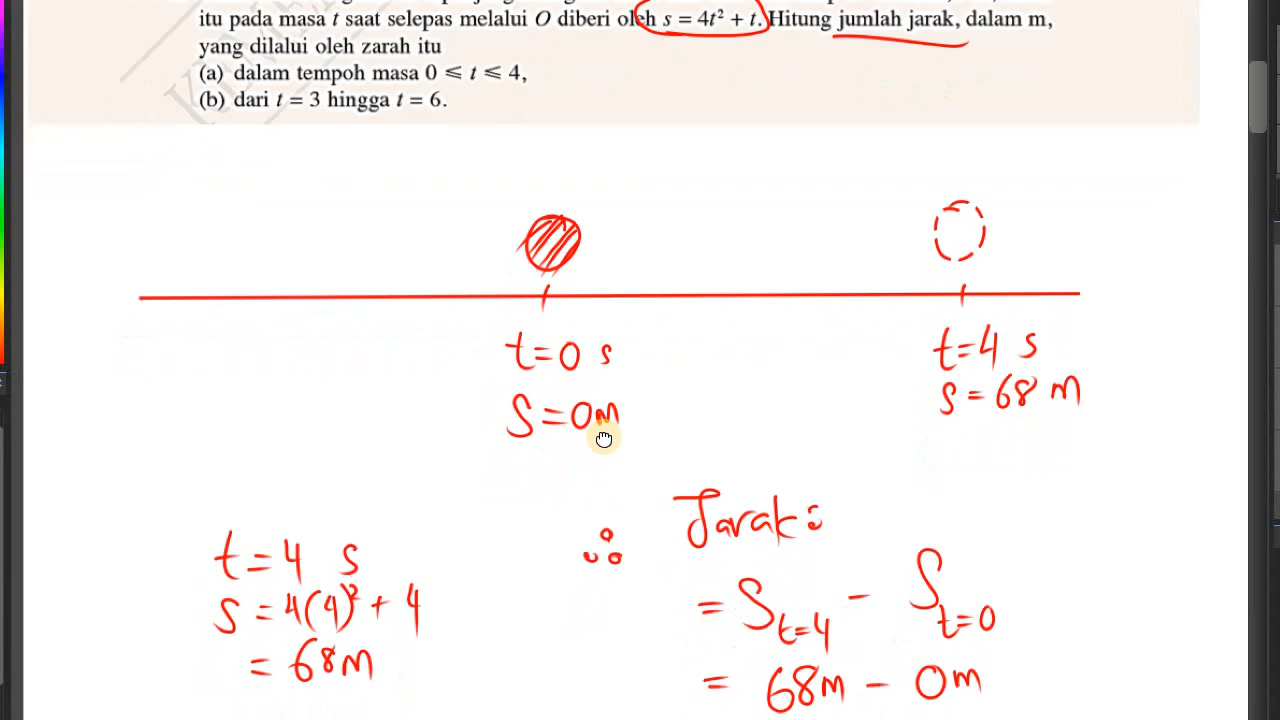 itu pada masa t saat selepas melalui O diberi oleh s = 4t² + t. Hitung jumlah jarak, dalam m,
yang dilalui oleh zarah itu
(a) dalam tempoh masa 0 ⩽ t ⩽ 4,
(b) dari t = 3 hingga t = 6.
t=0 s
S=0m
t=4 s
s=68 m
t=4 s
s=4(4)²+4
=68m
∴ Jarak:
=S t=4 - S t=0
= 68m - 0m